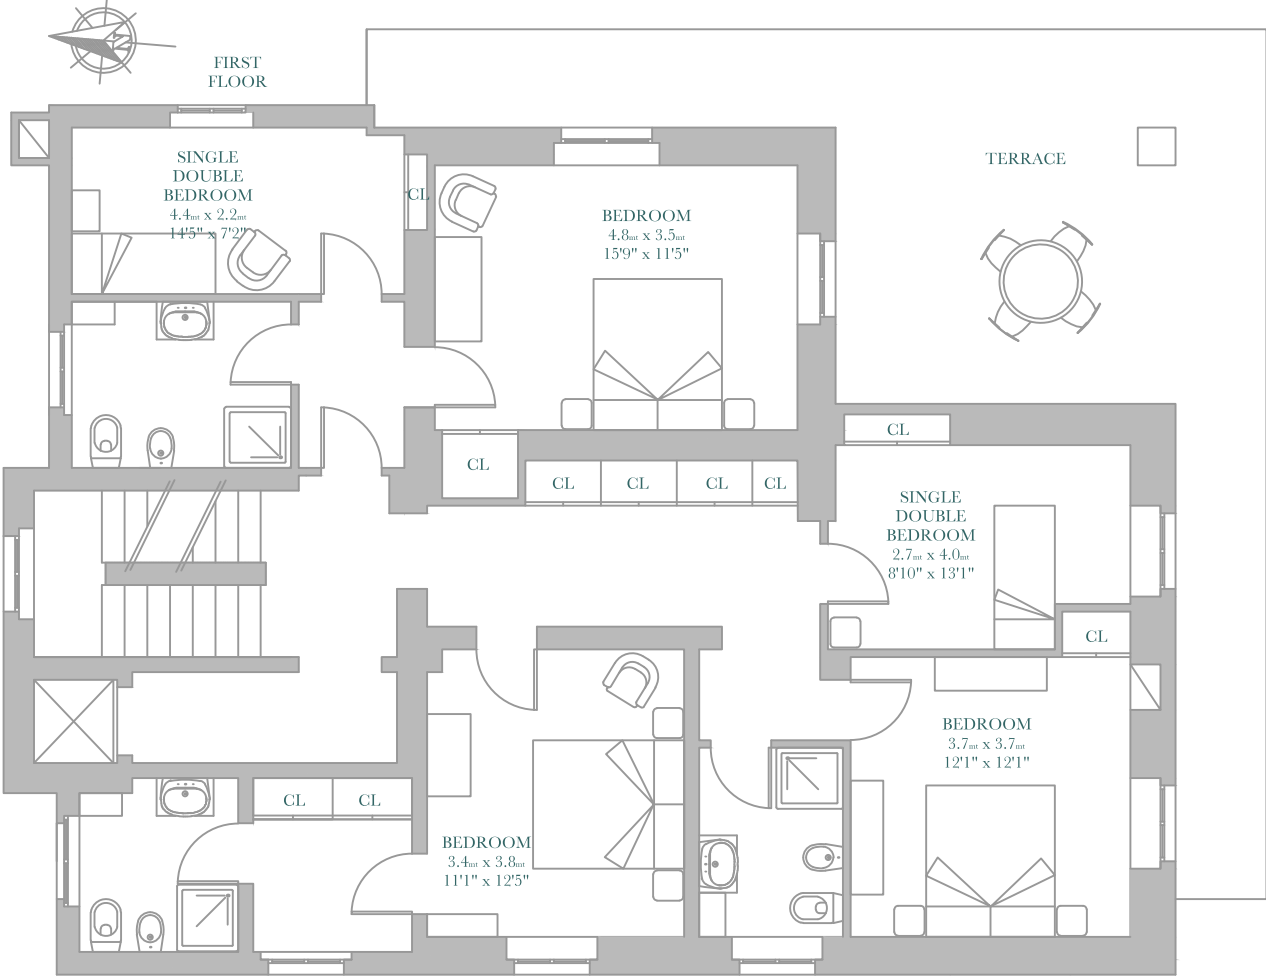 N
FIRST
FLOOR
SINGLE
DOUBLE
BEDROOM
4.4mt x 2.2mt
14'5" x 7'2"
CL
BEDROOM
4.8mt x 3.5mt
15'9" x 11'5"
TERRACE
CL
CL
CL
CL
CL
CL
SINGLE
DOUBLE
BEDROOM
2.7mt x 4.0mt
8'10" x 13'1"
CL
BEDROOM
3.7mt x 3.7mt
12'1" x 12'1"
CL
CL
BEDROOM
3.4mt x 3.8mt
11'1" x 12'5"